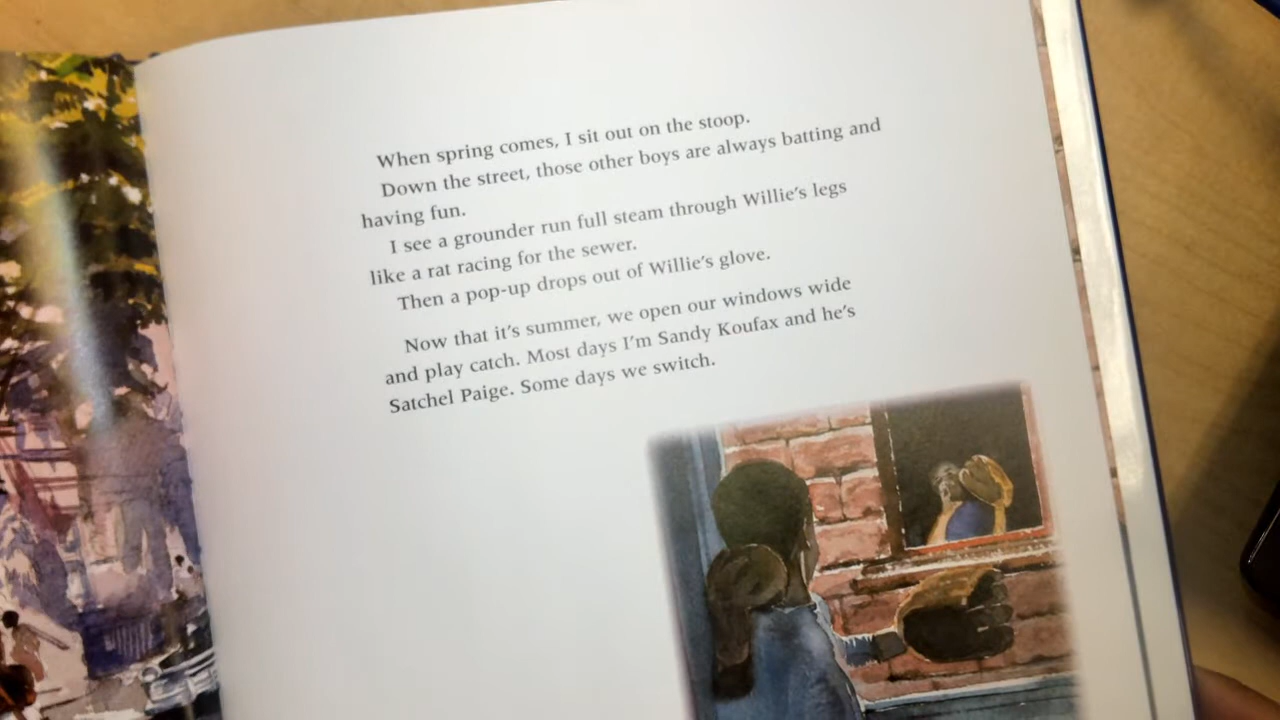 When spring comes, I sit out on the stoop.
Down the street, those other boys are always batting and
having fun.
I see a grounder run full steam through Willie's legs
like a rat racing for the sewer.
Then a pop-up drops out of Willie's glove.
Now that it's summer, we open our windows wide
and play catch. Most days I'm Sandy Koufax and he's
Satchel Paige. Some days we switch.